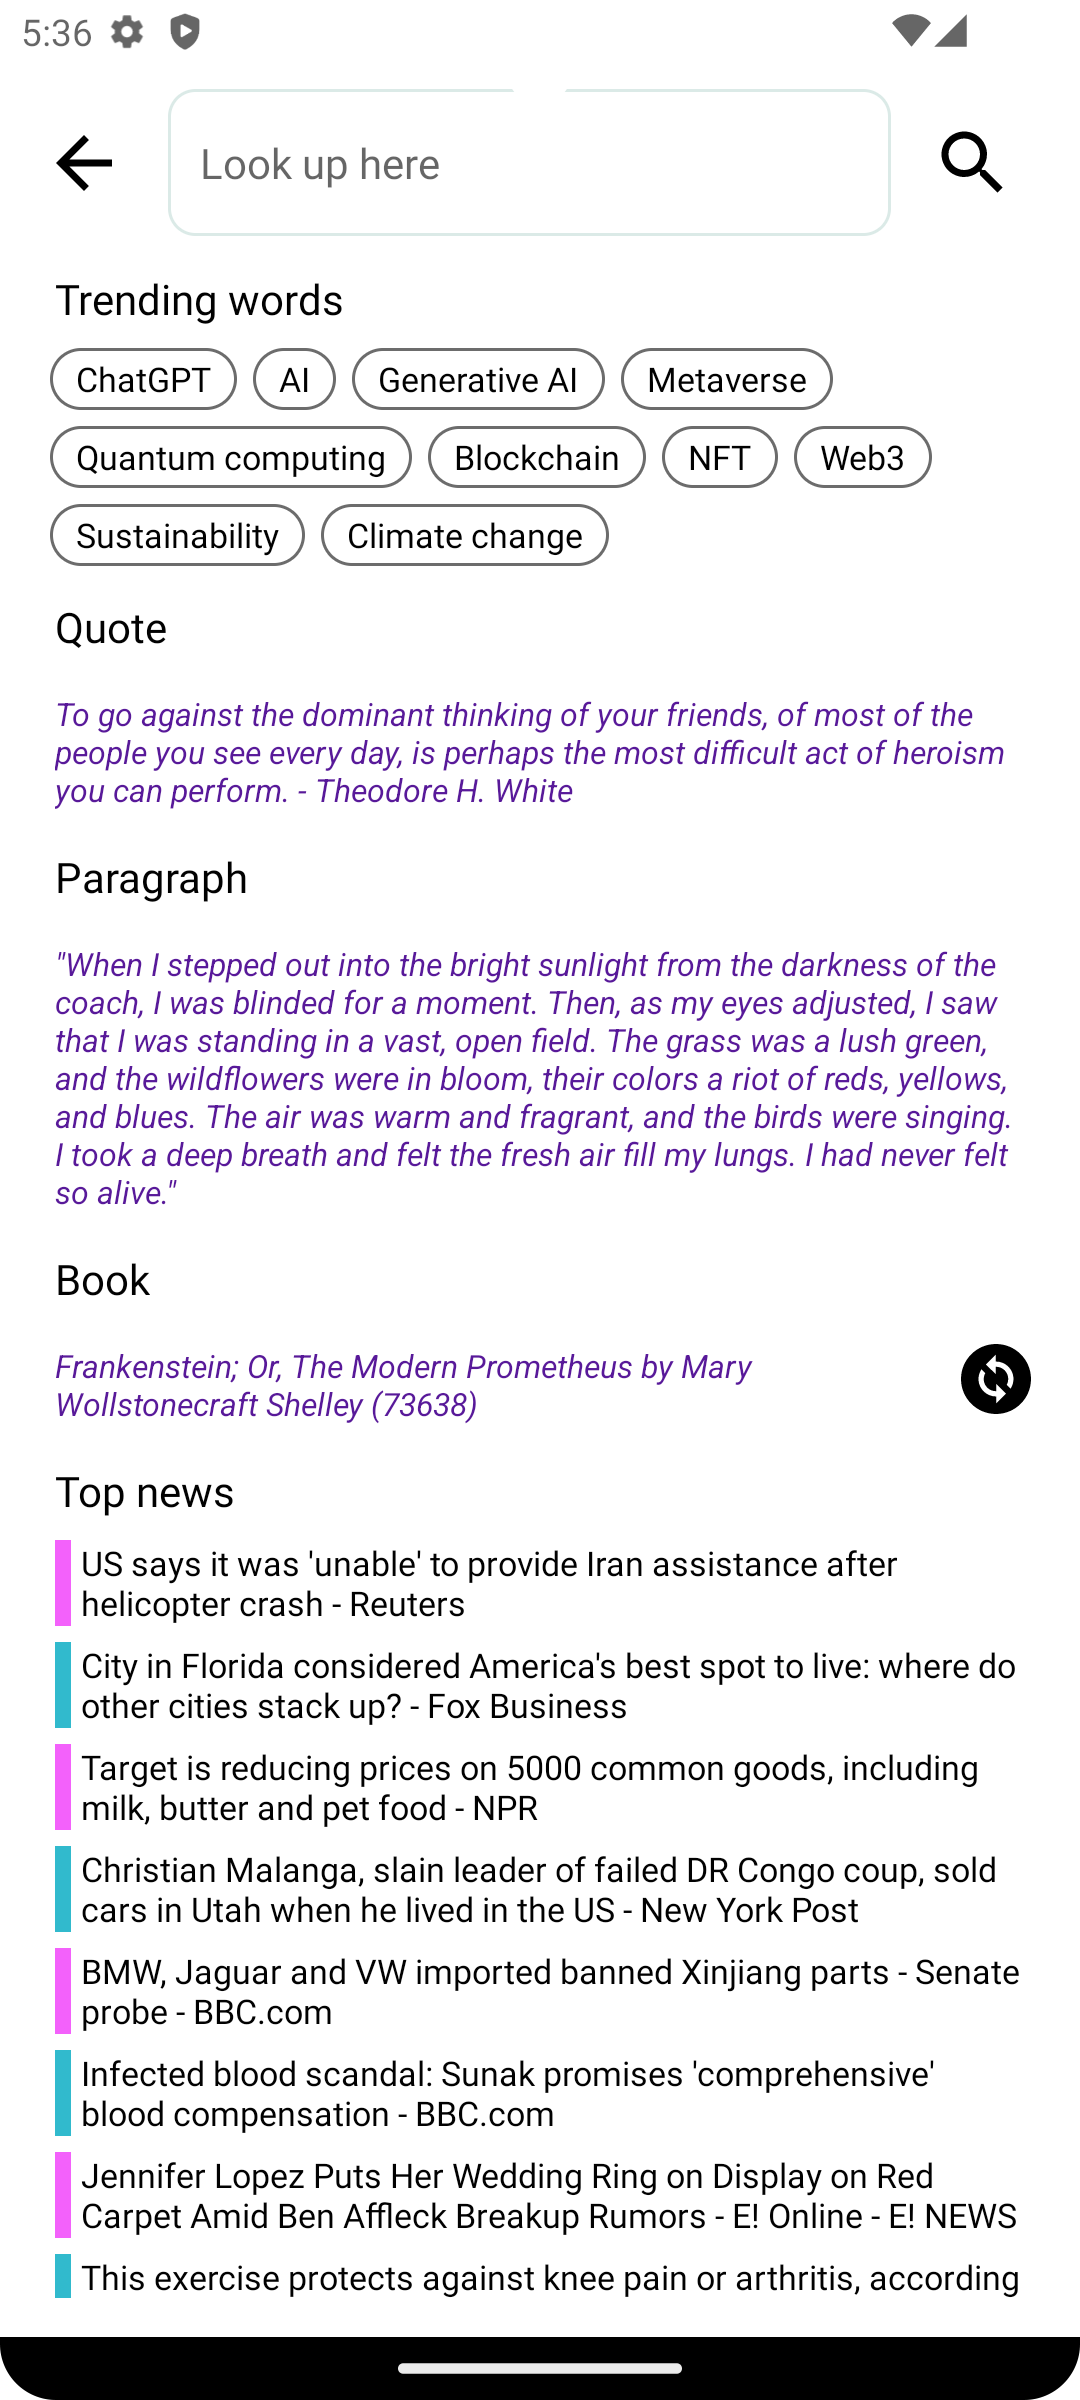 5:36
Look up here
Trending words
ChatGPT AI Generative AI Metaverse
Quantum computing Blockchain NFT Web3
Sustainability Climate change
Quote
To go against the dominant thinking of your friends, of most of the
people you see every day, is perhaps the most difficult act of heroism
you can perform. - Theodore H. White
Paragraph
"When I stepped out into the bright sunlight from the darkness of the
coach, I was blinded for a moment. Then, as my eyes adjusted, I saw
that I was standing in a vast, open field. The grass was a lush green,
and the wildflowers were in bloom, their colors a riot of reds, yellows,
and blues. The air was warm and fragrant, and the birds were singing.
I took a deep breath and felt the fresh air fill my lungs. I had never felt
so alive."
Book
Frankenstein; Or, The Modern Prometheus by Mary
Wollstonecraft Shelley (73638)
Top news
US says it was 'unable' to provide Iran assistance after
helicopter crash - Reuters
City in Florida considered America's best spot to live: where do
other cities stack up? - Fox Business
Target is reducing prices on 5000 common goods, including
milk, butter and pet food - NPR
Christian Malanga, slain leader of failed DR Congo coup, sold
cars in Utah when he lived in the US - New York Post
BMW, Jaguar and VW imported banned Xinjiang parts - Senate
probe - BBC.com
Infected blood scandal: Sunak promises 'comprehensive'
blood compensation - BBC.com
Jennifer Lopez Puts Her Wedding Ring on Display on Red
Carpet Amid Ben Affleck Breakup Rumors - E! Online - E! NEWS
This exercise protects against knee pain or arthritis, according